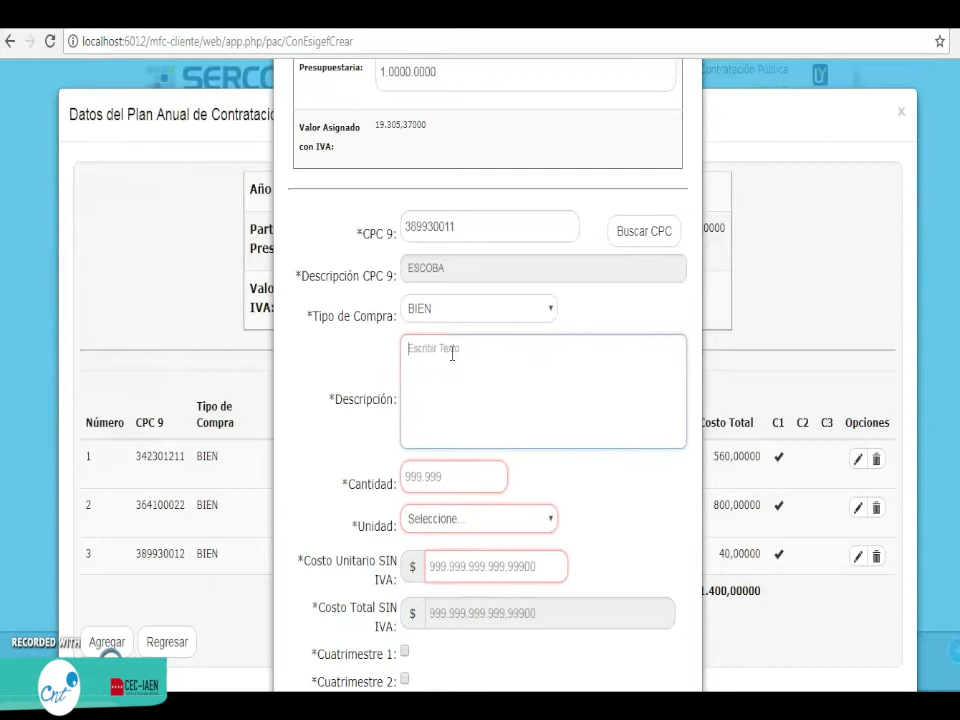 localhost:6012/mfc-cliente/web/app.php/pac/ConEsigefCrear
SERCO
Contratación Pública
Datos del Plan Anual de Contratació
x
Año
Part
Pres
0000
Valo
IVA:
Presupuestaria:
1.0000.0000
Valor Asignado
con IVA:
19.305,37000
*CPC 9:
389930011
Buscar CPC
*Descripción CPC 9:
ESCOBA
*Tipo de Compra:
BIEN
*Descripción:
Escribir Texto
*Cantidad:
999.999
*Unidad:
Seleccione...
*Costo Unitario SIN
IVA:
$ 999.999.999.999,99900
*Costo Total SIN
IVA:
$ 999.999.999.999,99900
*Cuatrimestre 1:
*Cuatrimestre 2:
Número CPC 9 Tipo de
Compra
Costo Total C1 C2 C3 Opciones
1 342301211 BIEN 560,00000
2 364100022 BIEN 800,00000
3 389930012 BIEN 40,00000
1.400,00000
RECORDED WITH
Agregar Regresar
Cnt
CEC-IAEN